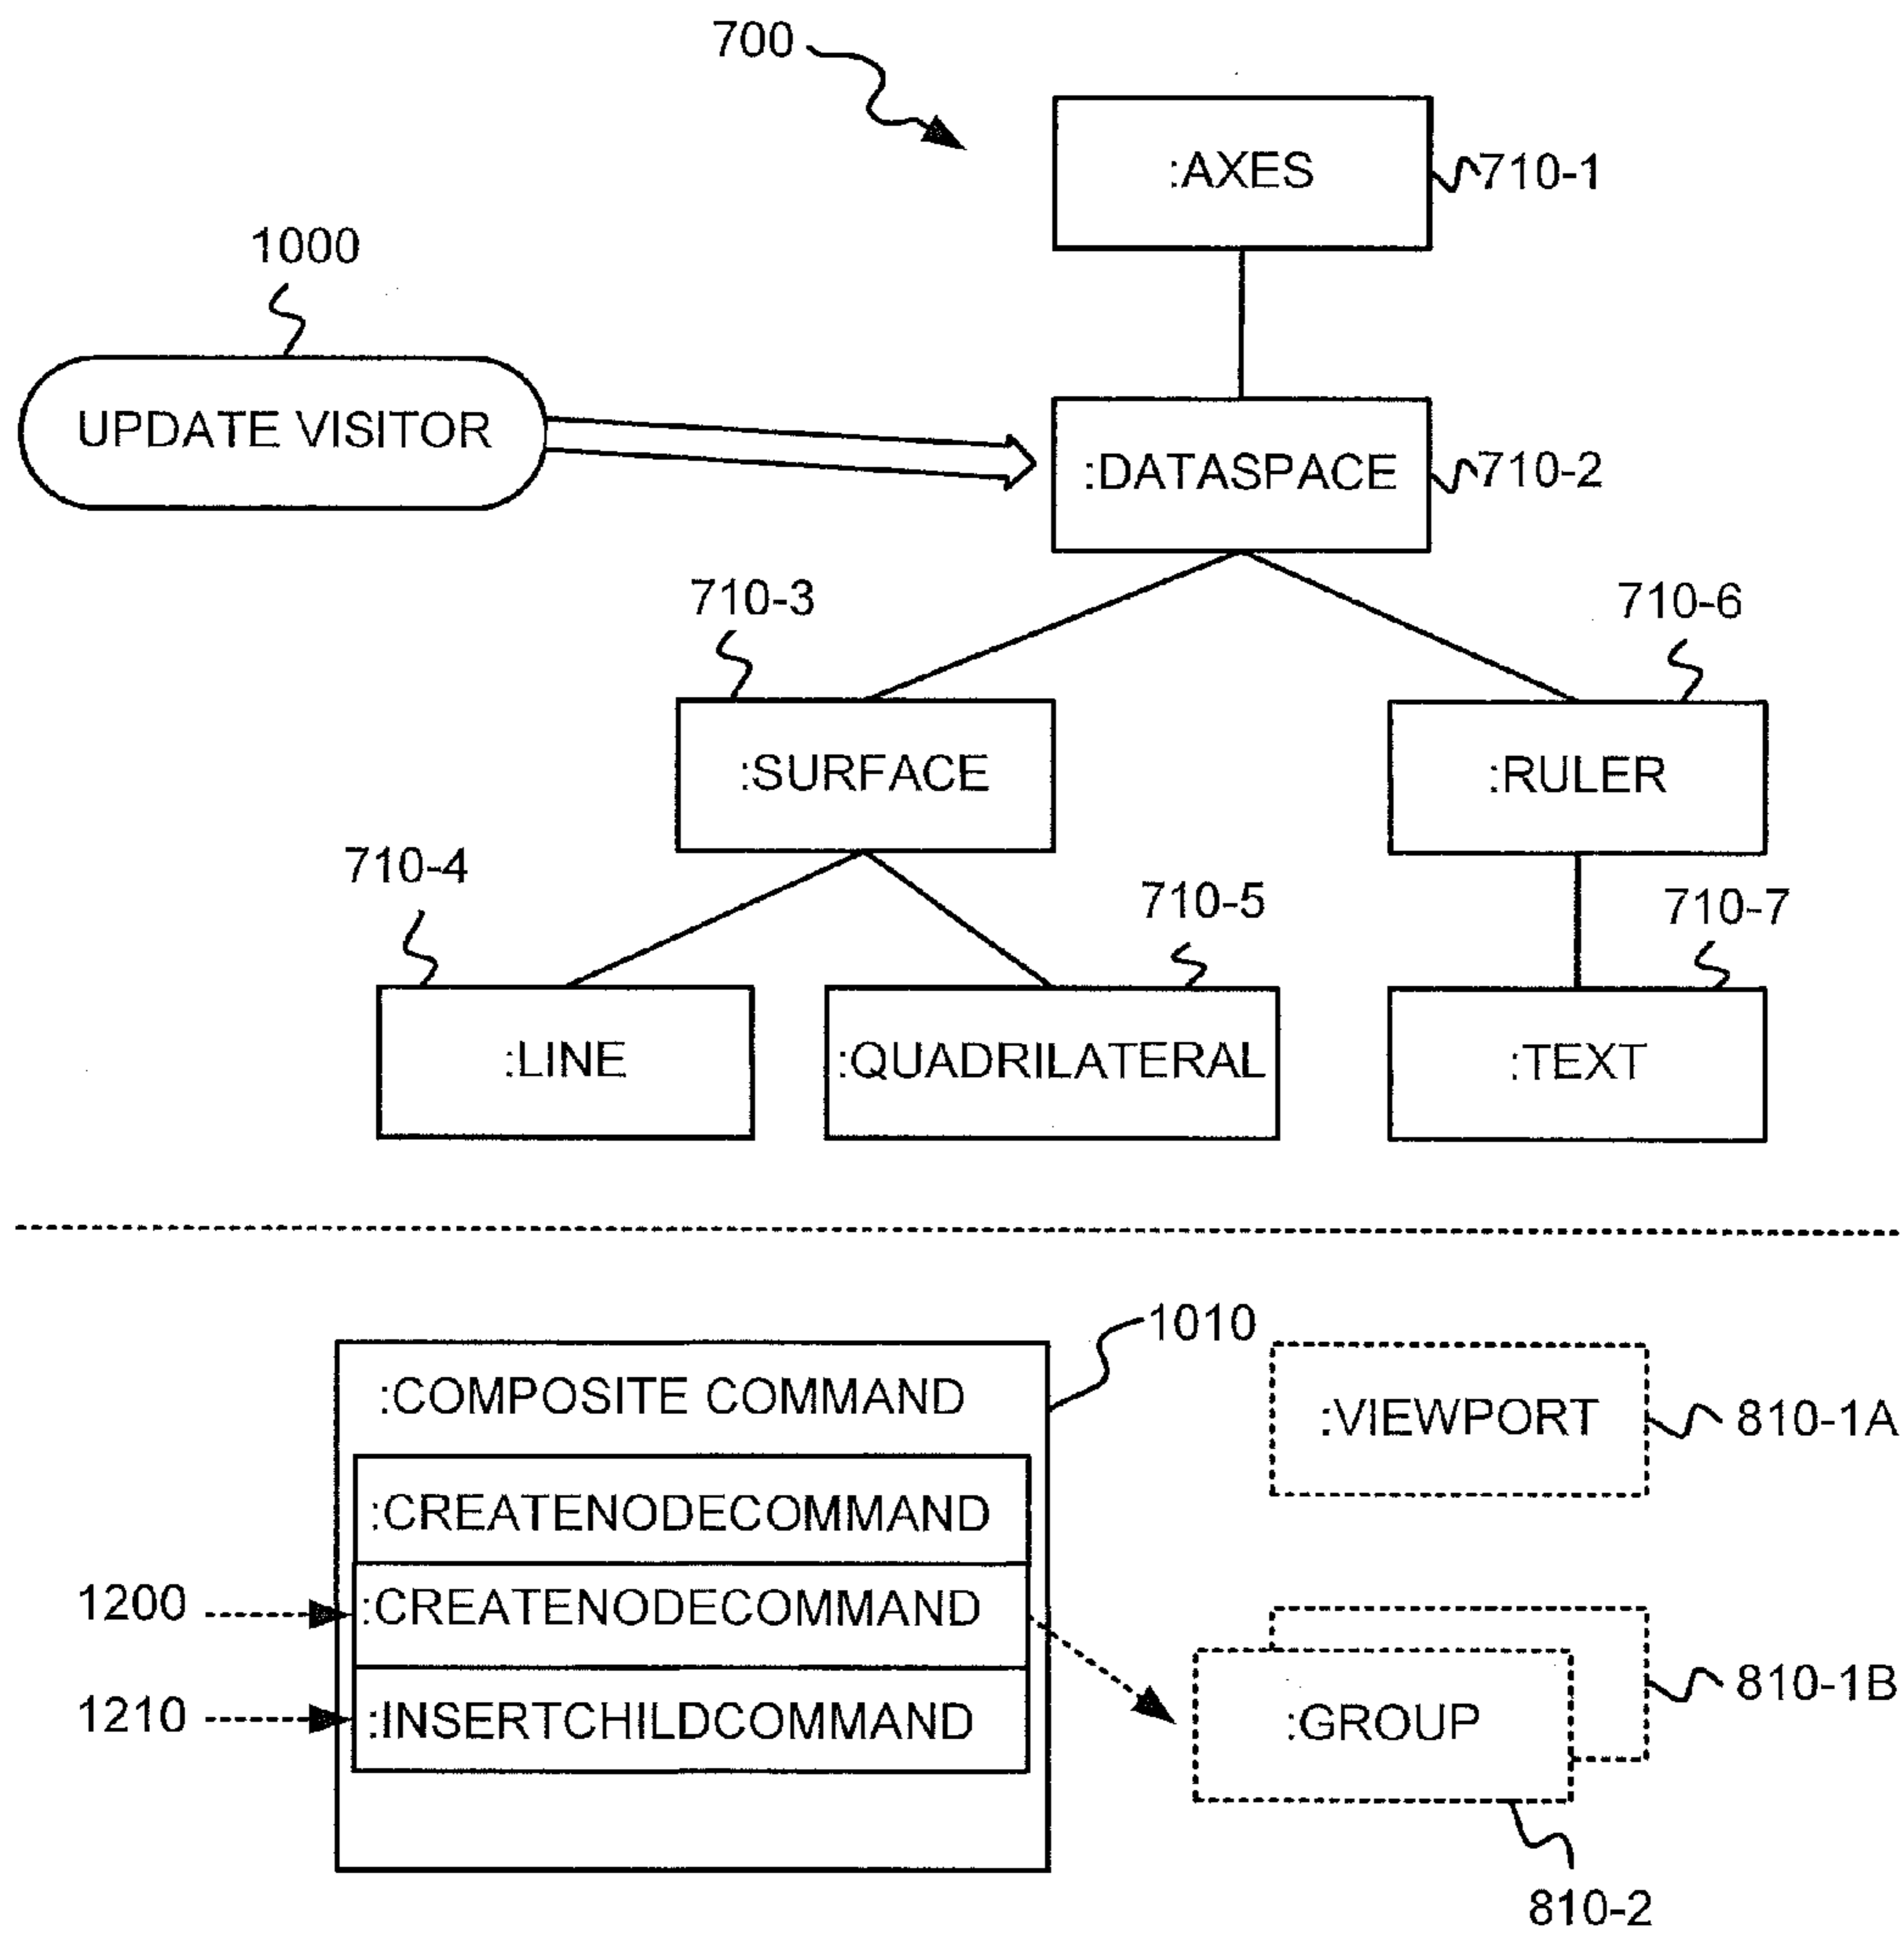 700
:AXES
710-1
1000
UPDATE VISITOR
:DATASPACE
710-2
710-3
710-6
:SURFACE
:RULER
710-4
710-5
710-7
:LINE
:QUADRILATERAL
:TEXT
1010
:COMPOSITE COMMAND
:VIEWPORT
810-1A
:CREATENODECOMMAND
1200
:CREATENODECOMMAND
810-1B
1210
:INSERTCHILDCOMMAND
:GROUP
810-2